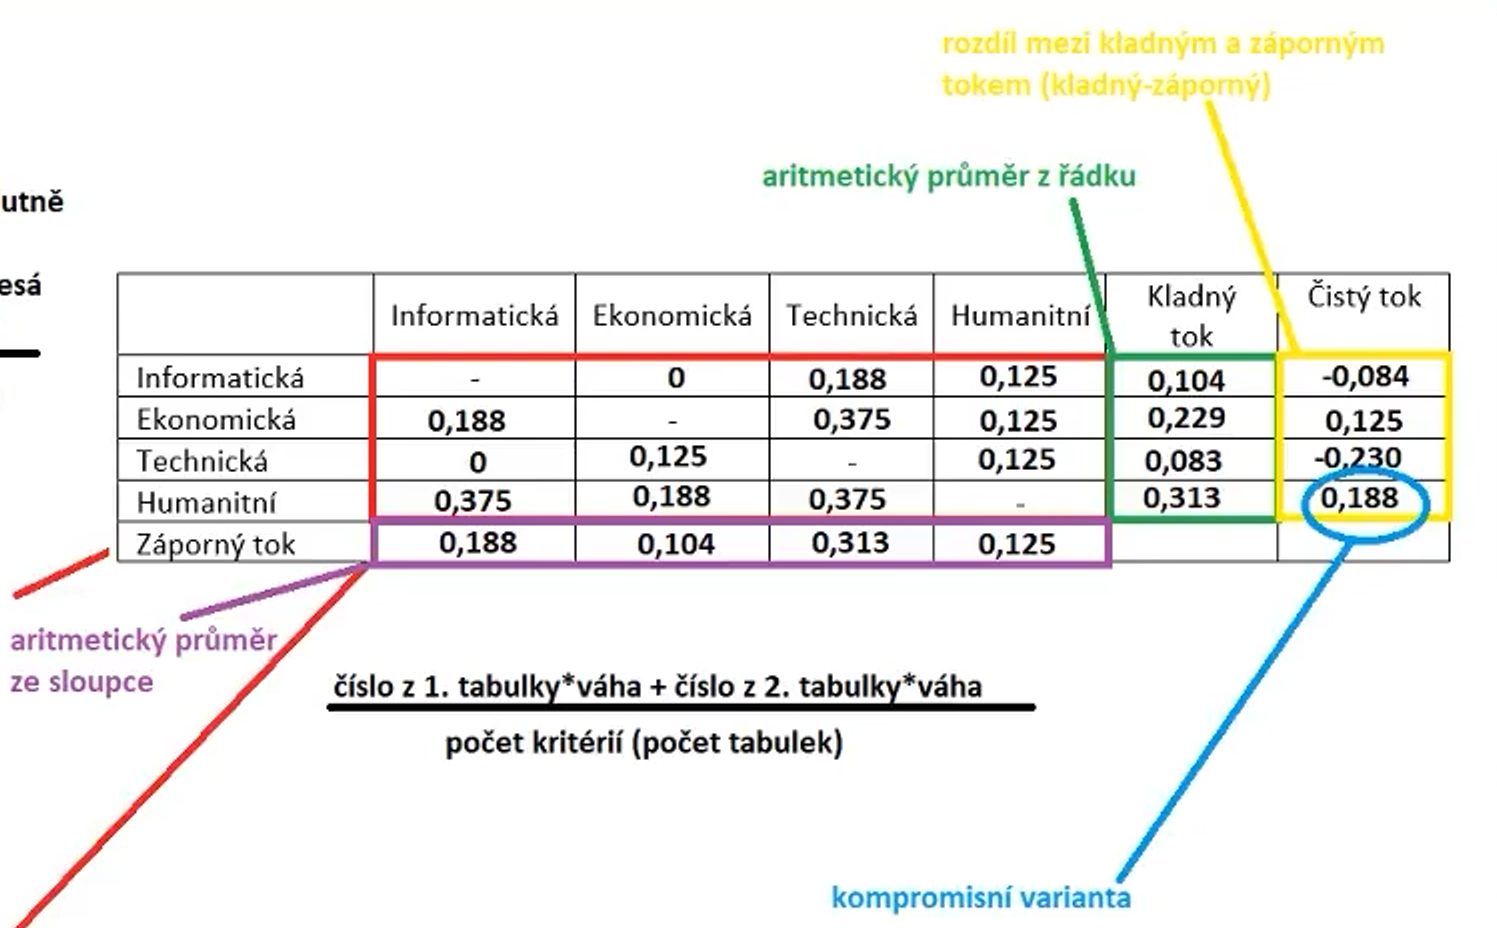 rozdíl mezi kladným a záporným
tokem (kladný-záporný)
aritmetický průměr z řádku
utně
esá
Informatická Ekonomická Technická Humanitní Kladný tok Čistý tok
Informatická - 0 0,188 0,125 0,104 -0,084
Ekonomická 0,188 - 0,375 0,125 0,229 0,125
Technická 0 0,125 - 0,125 0,083 -0,230
Humanitní 0,375 0,188 0,375 - 0,313 0,188
Záporný tok 0,188 0,104 0,313 0,125
aritmetický průměr
ze sloupce
číslo z 1. tabulky*váha + číslo z 2. tabulky*váha
počet kritérií (počet tabulek)
kompromisní varianta